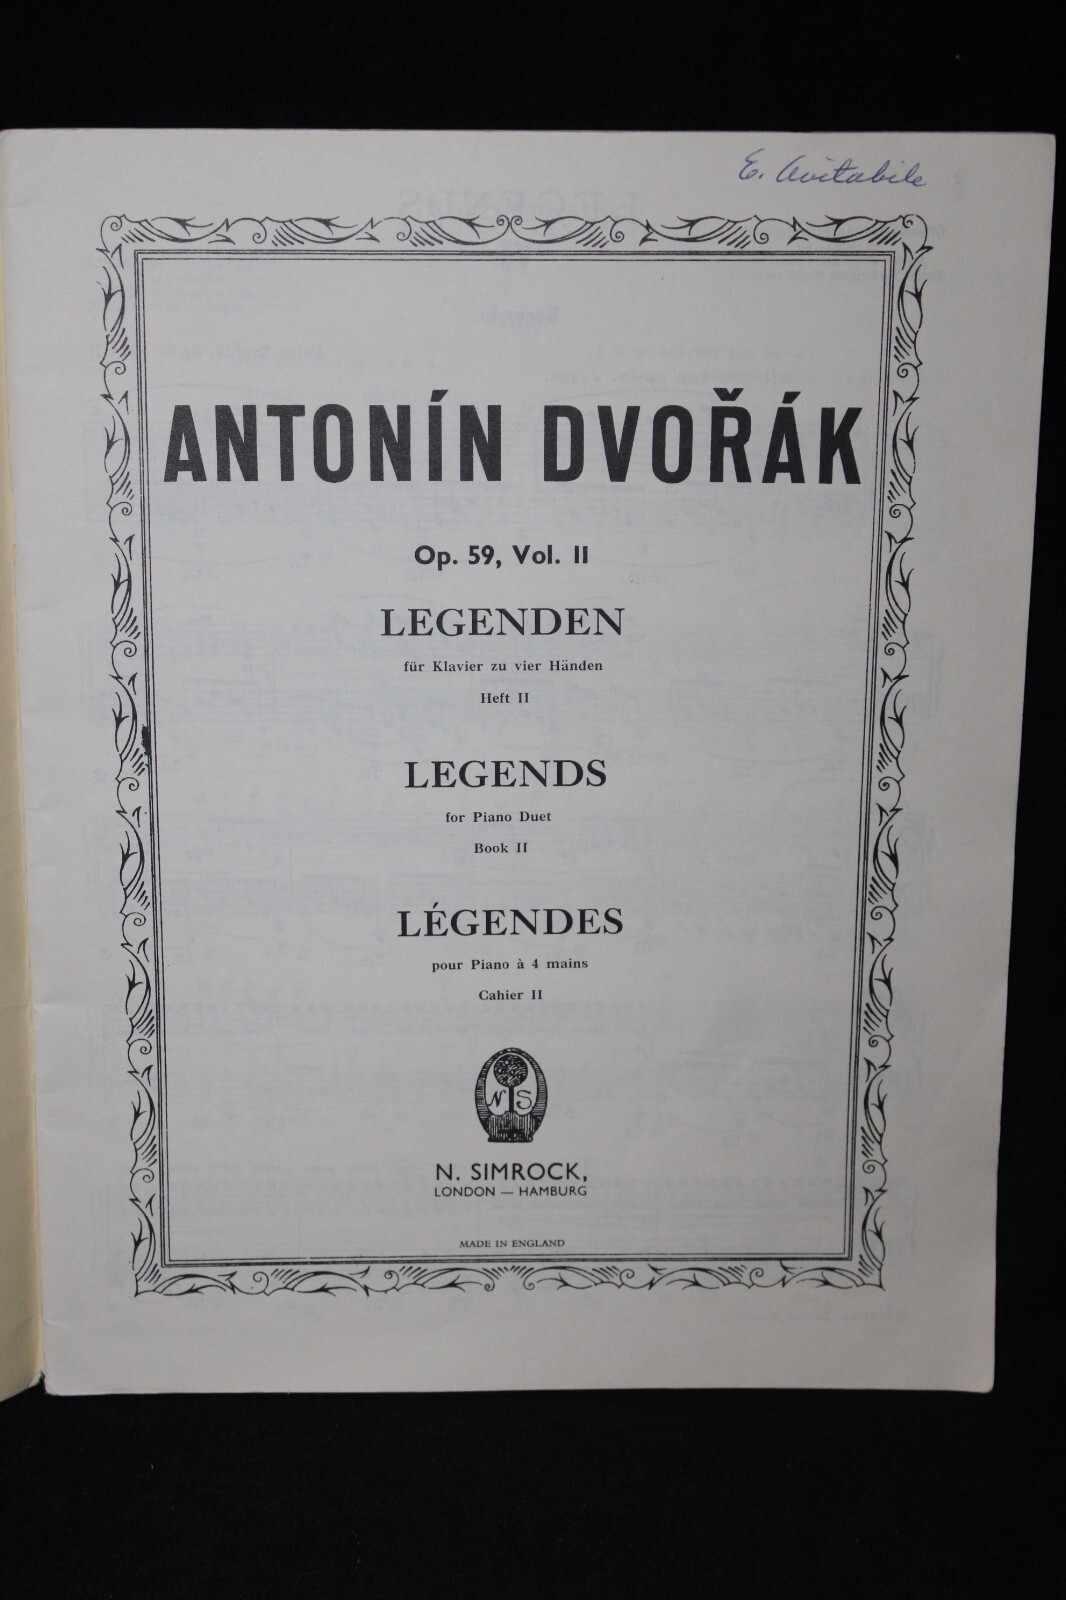 E. Avitabile
ANTONÍN DVOŘÁK
Op. 59, Vol. II
LEGENDEN
für Klavier zu vier Händen
Heft II
LEGENDS
for Piano Duet
Book II
LÉGENDES
pour Piano à 4 mains
Cahier II
N S
N. SIMROCK,
LONDON — HAMBURG
MADE IN ENGLAND